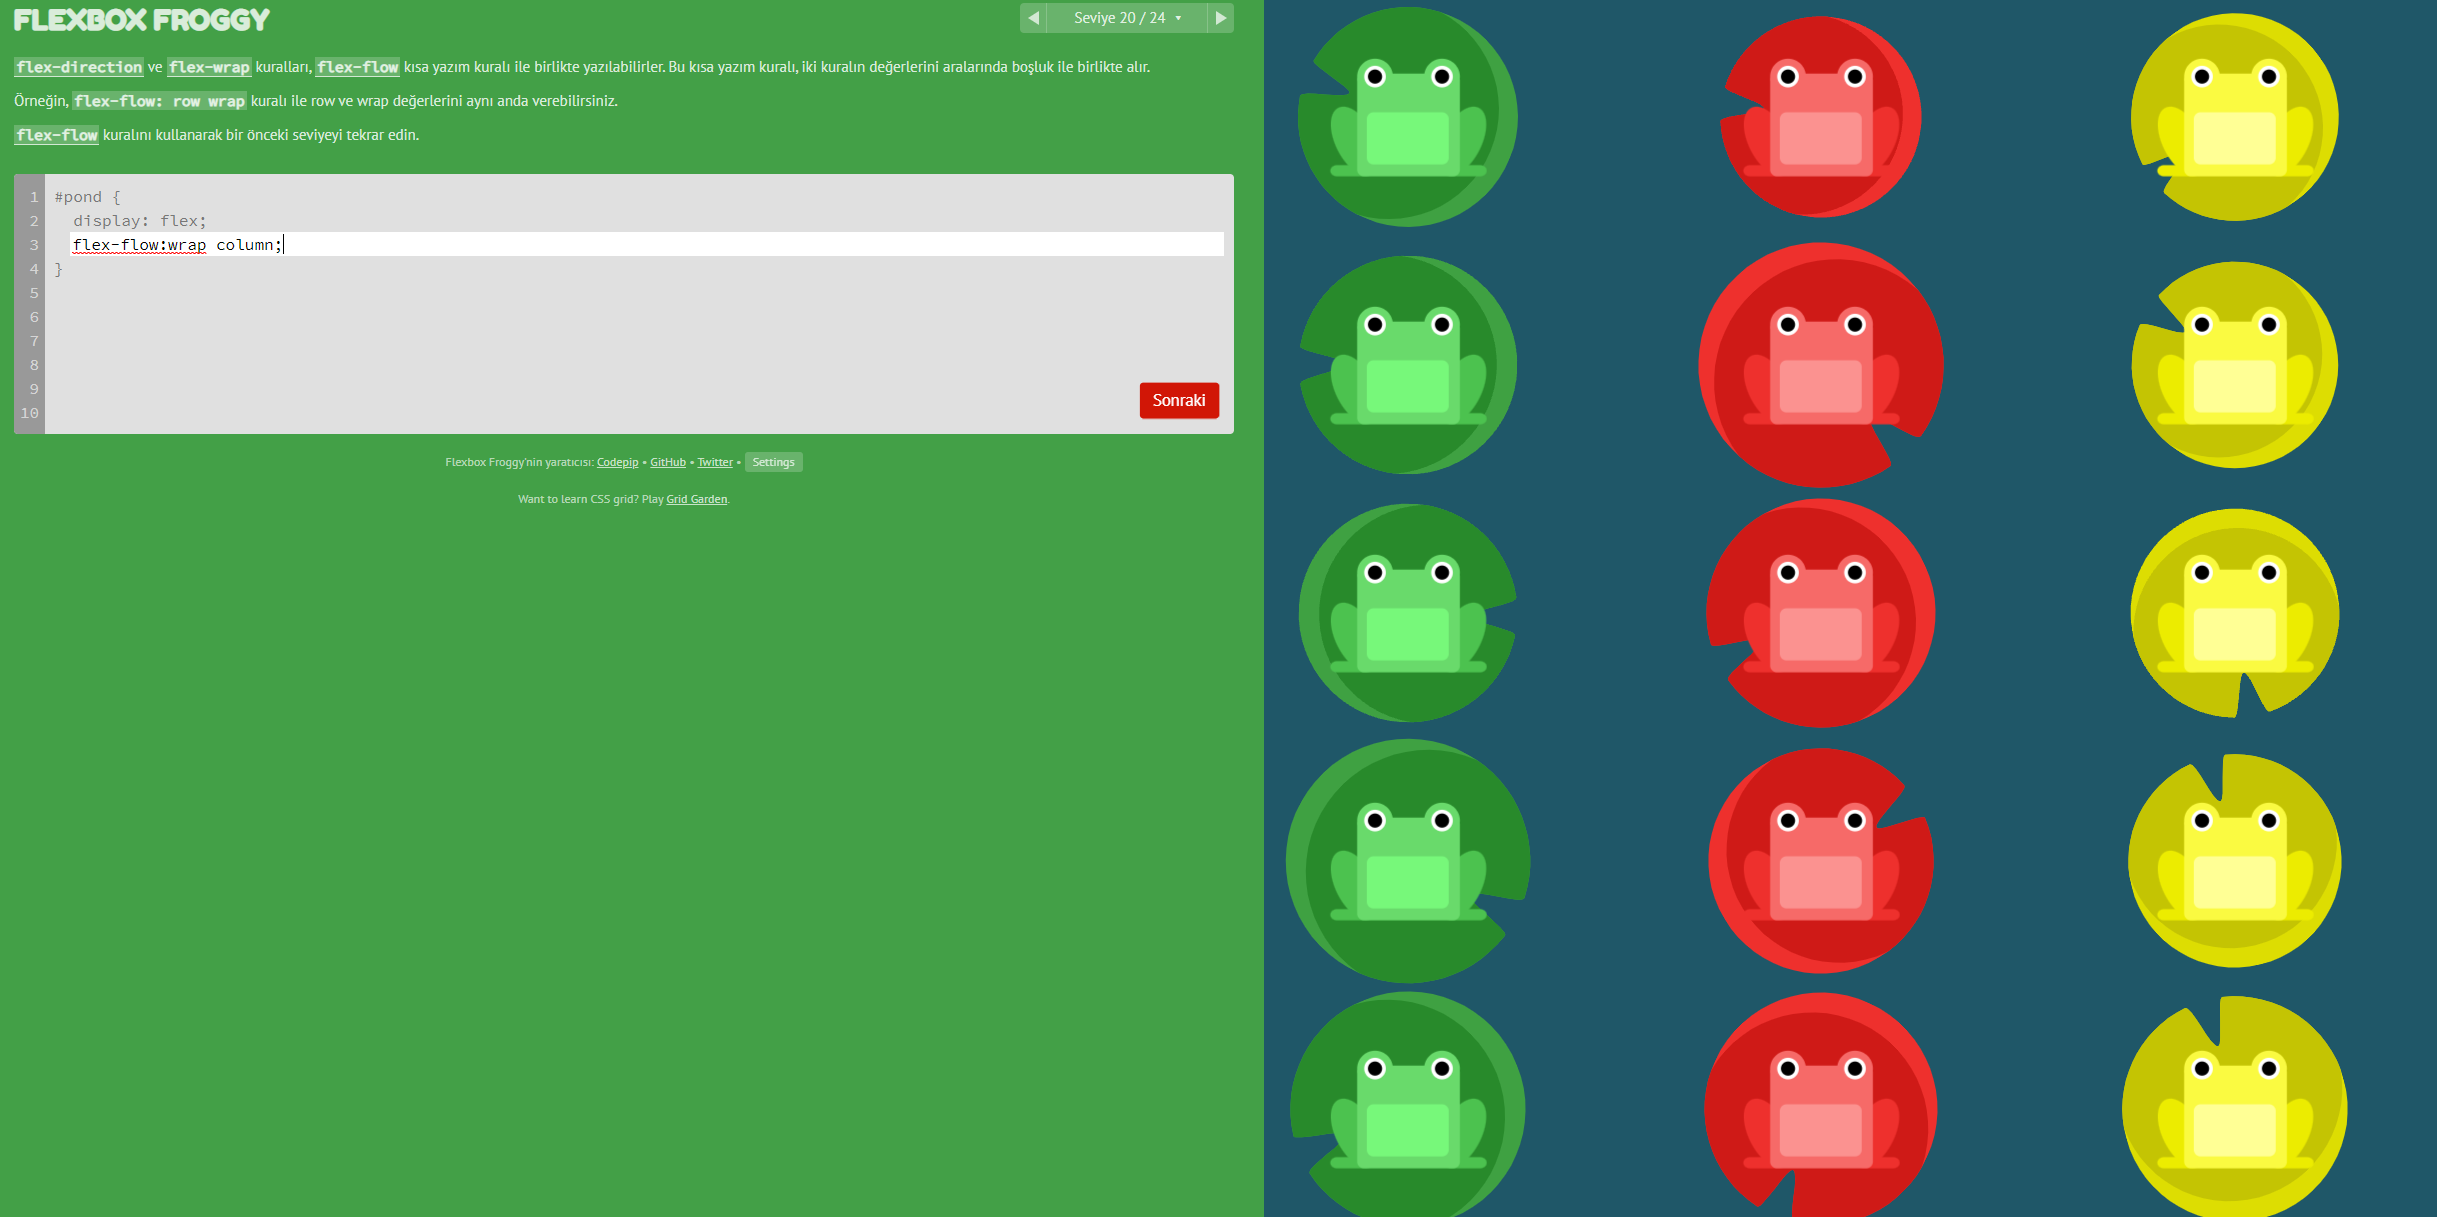 FLEXBOX FROGGY
Seviye 20 / 24
flex-direction ve flex-wrap kuralları, flex-flow kısa yazım kuralı ile birlikte yazılabilirler. Bu kısa yazım kuralı, iki kuralın değerlerini aralarında boşluk ile birlikte alır.
Örneğin, flex-flow: row wrap kuralı ile row ve wrap değerlerini aynı anda verebilirsiniz.
flex-flow kuralını kullanarak bir önceki seviyeyi tekrar edin.
1 #pond {
2 display: flex;
3 flex-flow:wrap column;
4 }
5
6
7
8
9
10
Sonraki
Flexbox Froggy'nin yaratıcısı: Codepip • GitHub • Twitter • Settings
Want to learn CSS grid? Play Grid Garden.